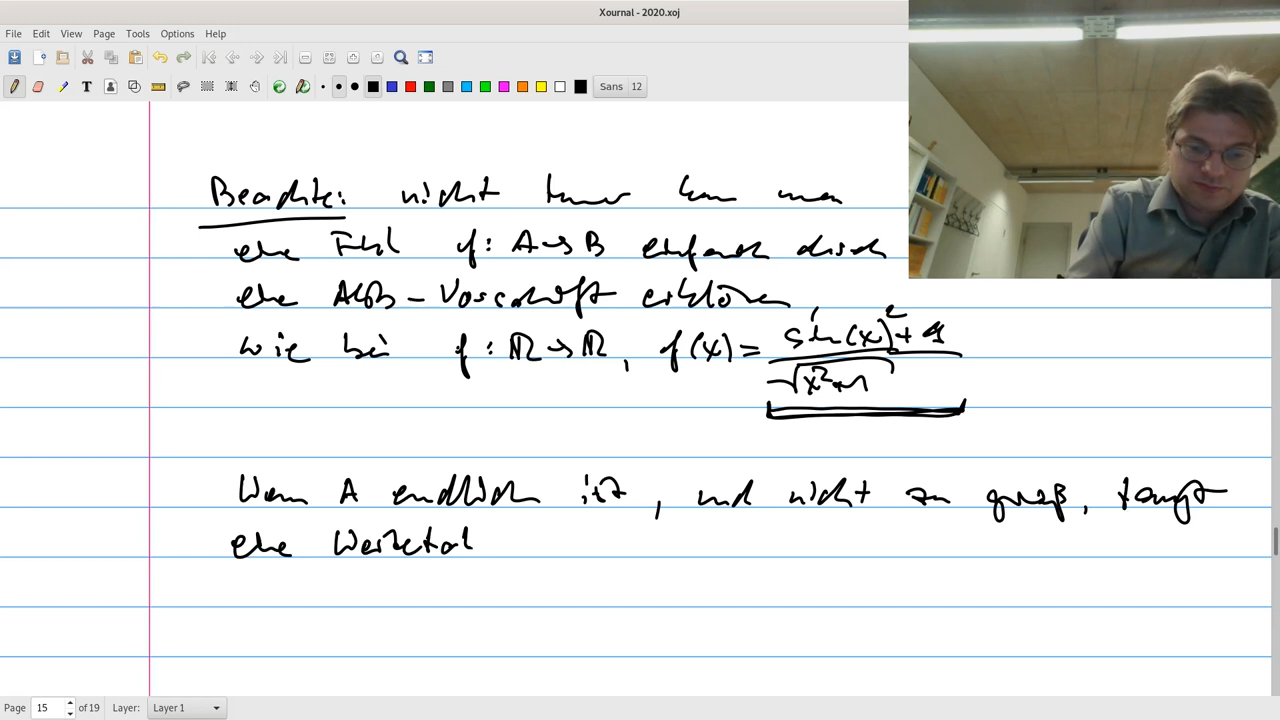 Xournal - 2020.xoj
File Edit View Page Tools Options Help
Sans 12
Beachte: nicht immer kann man
eine Fkt f: A→B einfach durch
eine Abb-Vorschrift erklären,
wie bei f: ℝ→ℝ, f(x)= (sin(x)²+4)/√(x²+1)
Wenn A endlich ist, und nicht zu groß, taugt
eine Wertetab
Page 15 of 19 Layer: Layer 1